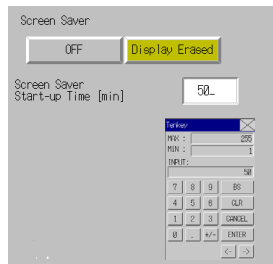 Screen Saver
OFF
Display Erased
Screen Saver
Start-up Time [min]
50_
Tenkey
MAX : 255
MIN : 1
INPUT:
50
7 8 9 BS
4 5 6 CLR
1 2 3 CANCEL
0 . +/- ENTER
<- ->